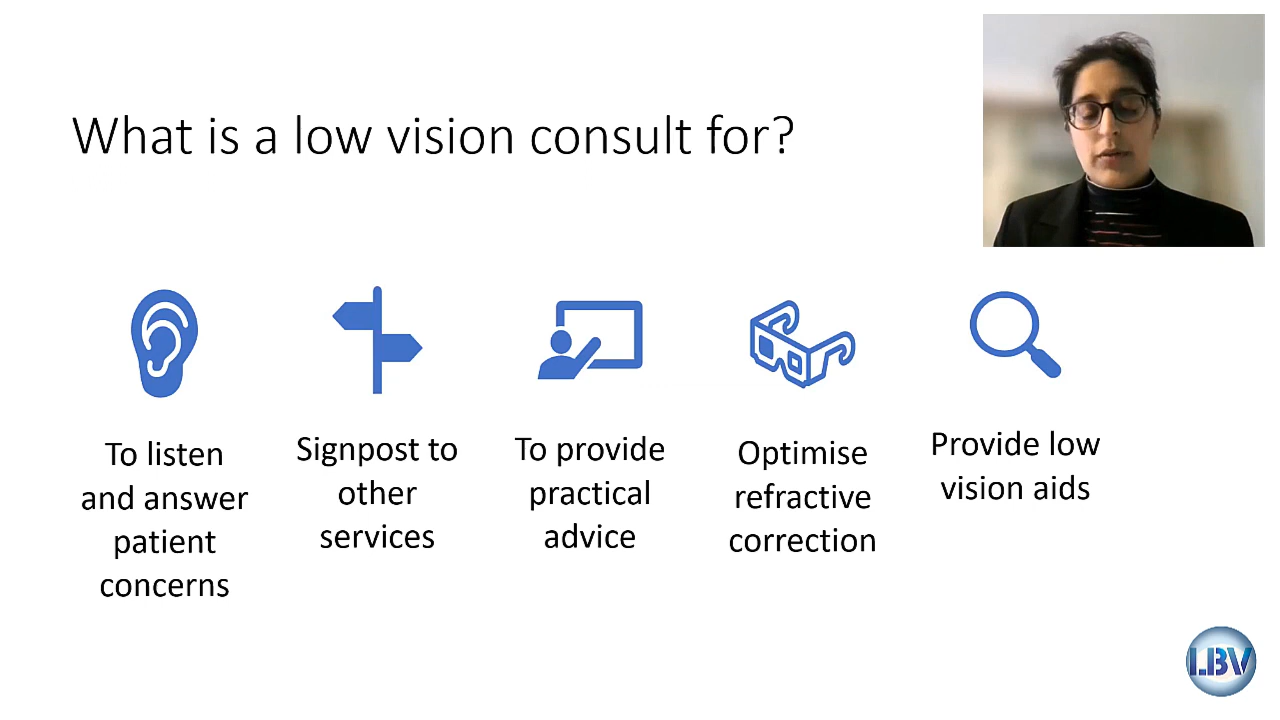 What is a low vision consult for?
To listen
and answer
patient
concerns
Signpost to
other
services
To provide
practical
advice
Optimise
refractive
correction
Provide low
vision aids
LBV